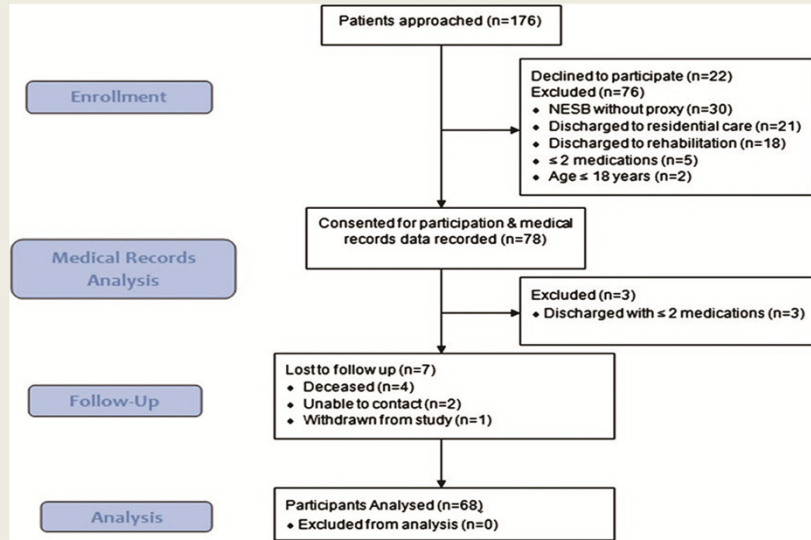 Patients approached (n=176)
Enrollment
Declined to participate (n=22)
Excluded (n=76)
♦ NESB without proxy (n=30)
♦ Discharged to residential care (n=21)
♦ Discharged to rehabilitation (n=18)
♦ ≤ 2 medications (n=5)
♦ Age ≤ 18 years (n=2)
Consented for participation & medical
records data recorded (n=78)
Medical Records
Analysis
Excluded (n=3)
♦ Discharged with ≤ 2 medications (n=3)
Lost to follow up (n=7)
♦ Deceased (n=4)
♦ Unable to contact (n=2)
♦ Withdrawn from study (n=1)
Follow-Up
Participants Analysed (n=68)
♦ Excluded from analysis (n=0)
Analysis